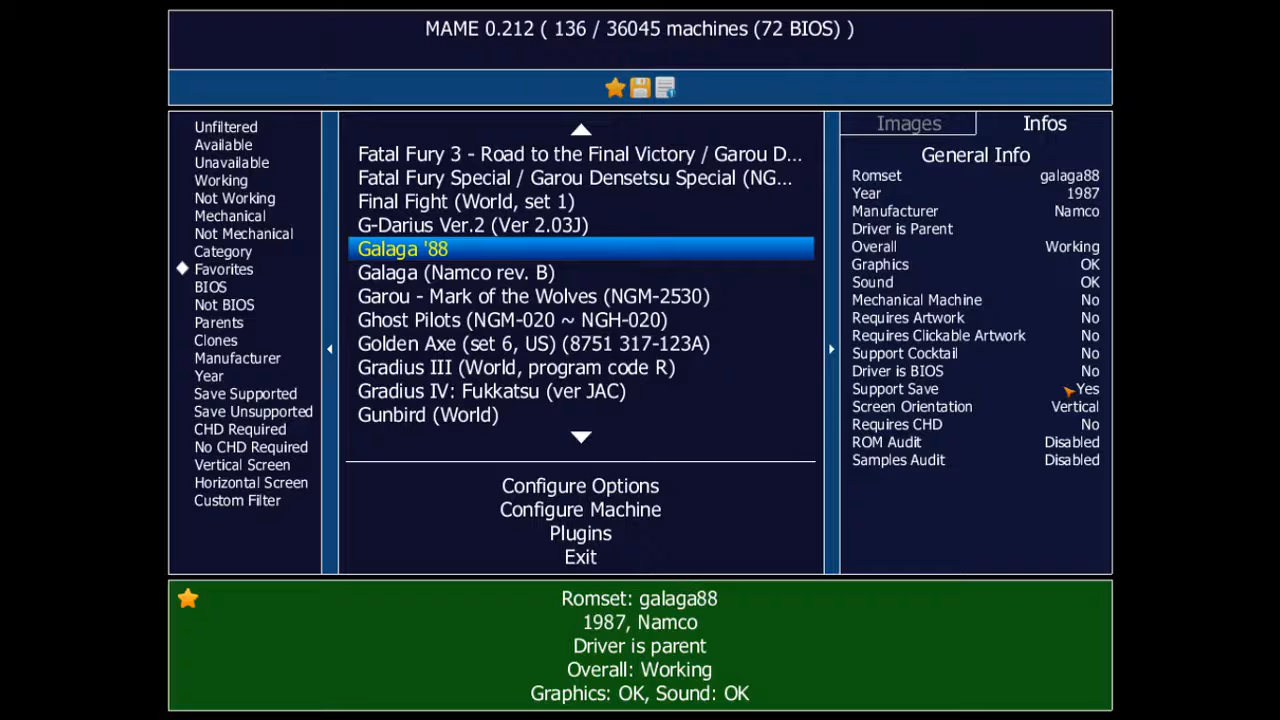 MAME 0.212 ( 136 / 36045 machines (72 BIOS) )
Unfiltered
Available
Unavailable
Working
Not Working
Mechanical
Not Mechanical
Category
Favorites
BIOS
Not BIOS
Parents
Clones
Manufacturer
Year
Save Supported
Save Unsupported
CHD Required
No CHD Required
Vertical Screen
Horizontal Screen
Custom Filter
Fatal Fury 3 - Road to the Final Victory / Garou D...
Fatal Fury Special / Garou Densetsu Special (NG...
Final Fight (World, set 1)
G-Darius Ver.2 (Ver 2.03J)
Galaga '88
Galaga (Namco rev. B)
Garou - Mark of the Wolves (NGM-2530)
Ghost Pilots (NGM-020 ~ NGH-020)
Golden Axe (set 6, US) (8751 317-123A)
Gradius III (World, program code R)
Gradius IV: Fukkatsu (ver JAC)
Gunbird (World)
Configure Options
Configure Machine
Plugins
Exit
Images Infos
General Info
Romset galaga88
Year 1987
Manufacturer Namco
Driver is Parent
Overall Working
Graphics OK
Sound OK
Mechanical Machine No
Requires Artwork No
Requires Clickable Artwork No
Support Cocktail No
Driver is BIOS No
Support Save Yes
Screen Orientation Vertical
Requires CHD No
ROM Audit Disabled
Samples Audit Disabled
Romset: galaga88
1987, Namco
Driver is parent
Overall: Working
Graphics: OK, Sound: OK